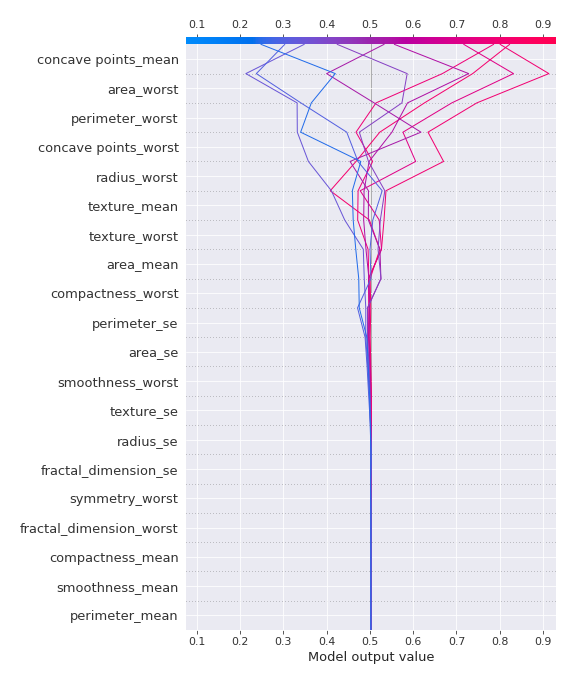 0.1 0.2 0.3 0.4 0.5 0.6 0.7 0.8 0.9
concave points_mean
area_worst
perimeter_worst
concave points_worst
radius_worst
texture_mean
texture_worst
area_mean
compactness_worst
perimeter_se
area_se
smoothness_worst
texture_se
radius_se
fractal_dimension_se
symmetry_worst
fractal_dimension_worst
compactness_mean
smoothness_mean
perimeter_mean
0.1 0.2 0.3 0.4 0.5 0.6 0.7 0.8 0.9
Model output value